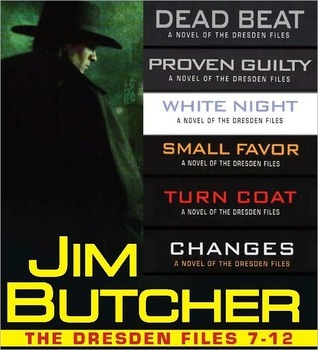 DEAD BEAT
A NOVEL OF THE DRESDEN FILES
PROVEN GUILTY
A NOVEL OF THE DRESDEN FILES
WHITE NIGHT
A NOVEL OF THE DRESDEN FILES
SMALL FAVOR
A NOVEL OF THE DRESDEN FILES
TURN COAT
A NOVEL OF THE DRESDEN FILES
CHANGES
A NOVEL OF THE DRESDEN FILES
JIM
BUTCHER
THE DRESDEN FILES 7-12